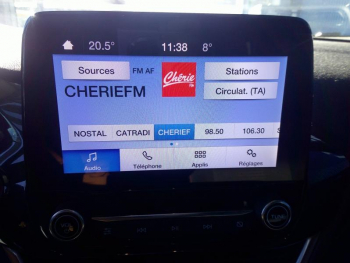 20.5° 11:38 8°
Sources FM AF Chérie FM Stations
CHERIEFM Circulat. (TA)
NOSTAL CATRADI CHERIEF 98.50 106.30
Audio Téléphone Applis Réglages